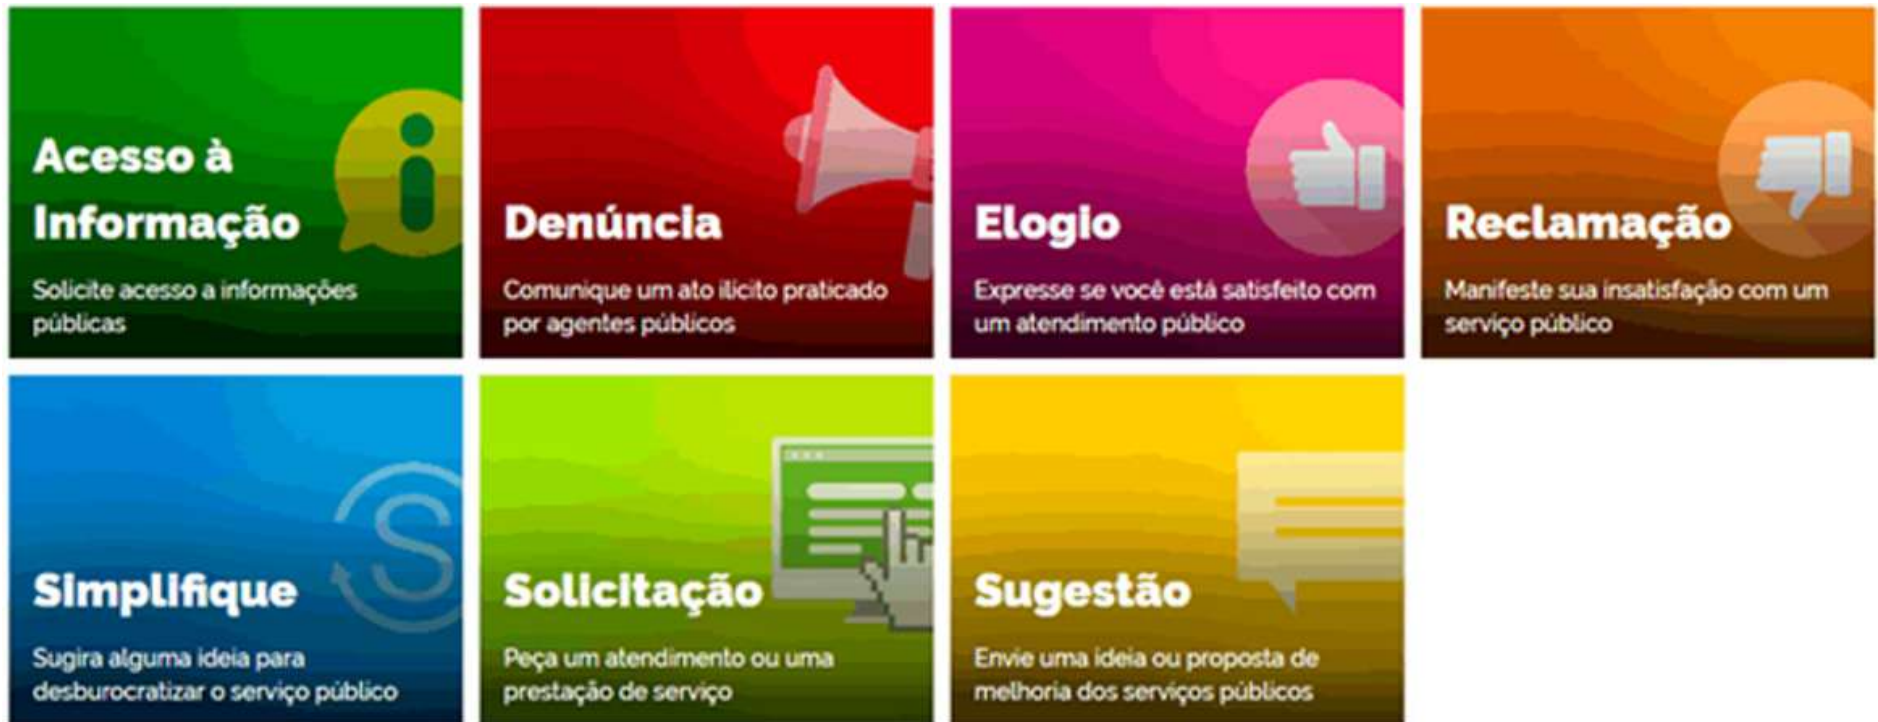 Acesso à
Informação
Solicite acesso a informações
públicas
Denúncia
Comunique um ato ilícito praticado
por agentes públicos
Elogio
Expresse se você está satisfeito com
um atendimento público
Reclamação
Manifeste sua insatisfação com um
serviço público
Simplifique
Sugira alguma ideia para
desburocratizar o serviço público
Solicitação
Peça um atendimento ou uma
prestação de serviço
Sugestão
Envie uma ideia ou proposta de
melhoria dos serviços públicos